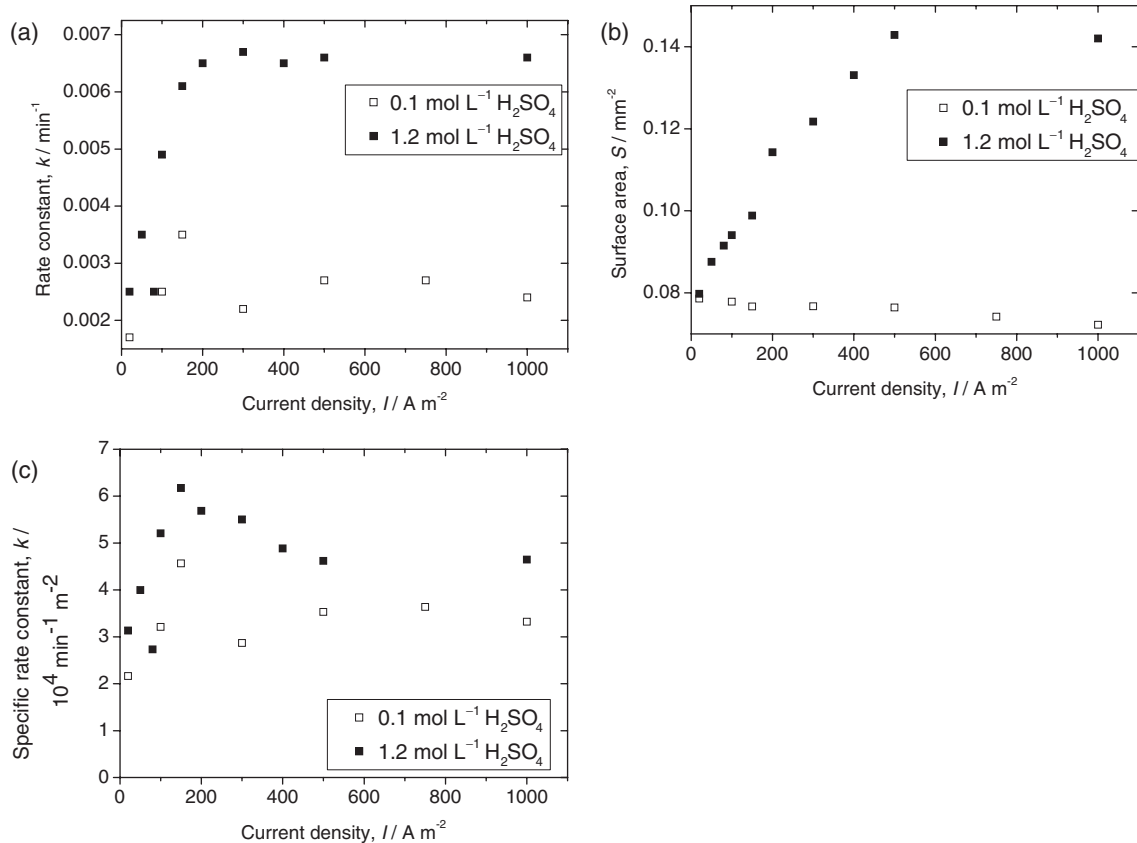 (a)
0.007
0.006
0.005
0.004
0.003
0.002
Rate constant, k / min⁻¹
□ 0.1 mol L⁻¹ H₂SO₄
■ 1.2 mol L⁻¹ H₂SO₄
0 200 400 600 800 1000
Current density, I / A m⁻²
(b)
0.14
0.12
0.10
0.08
Surface area, S / mm⁻²
□ 0.1 mol L⁻¹ H₂SO₄
■ 1.2 mol L⁻¹ H₂SO₄
0 200 400 600 800 1000
Current density, I / A m⁻²
(c)
7
6
5
4
3
2
1
0
Specific rate constant, k /
10⁴ min⁻¹ m⁻²
□ 0.1 mol L⁻¹ H₂SO₄
■ 1.2 mol L⁻¹ H₂SO₄
0 200 400 600 800 1000
Current density, I / A m⁻²